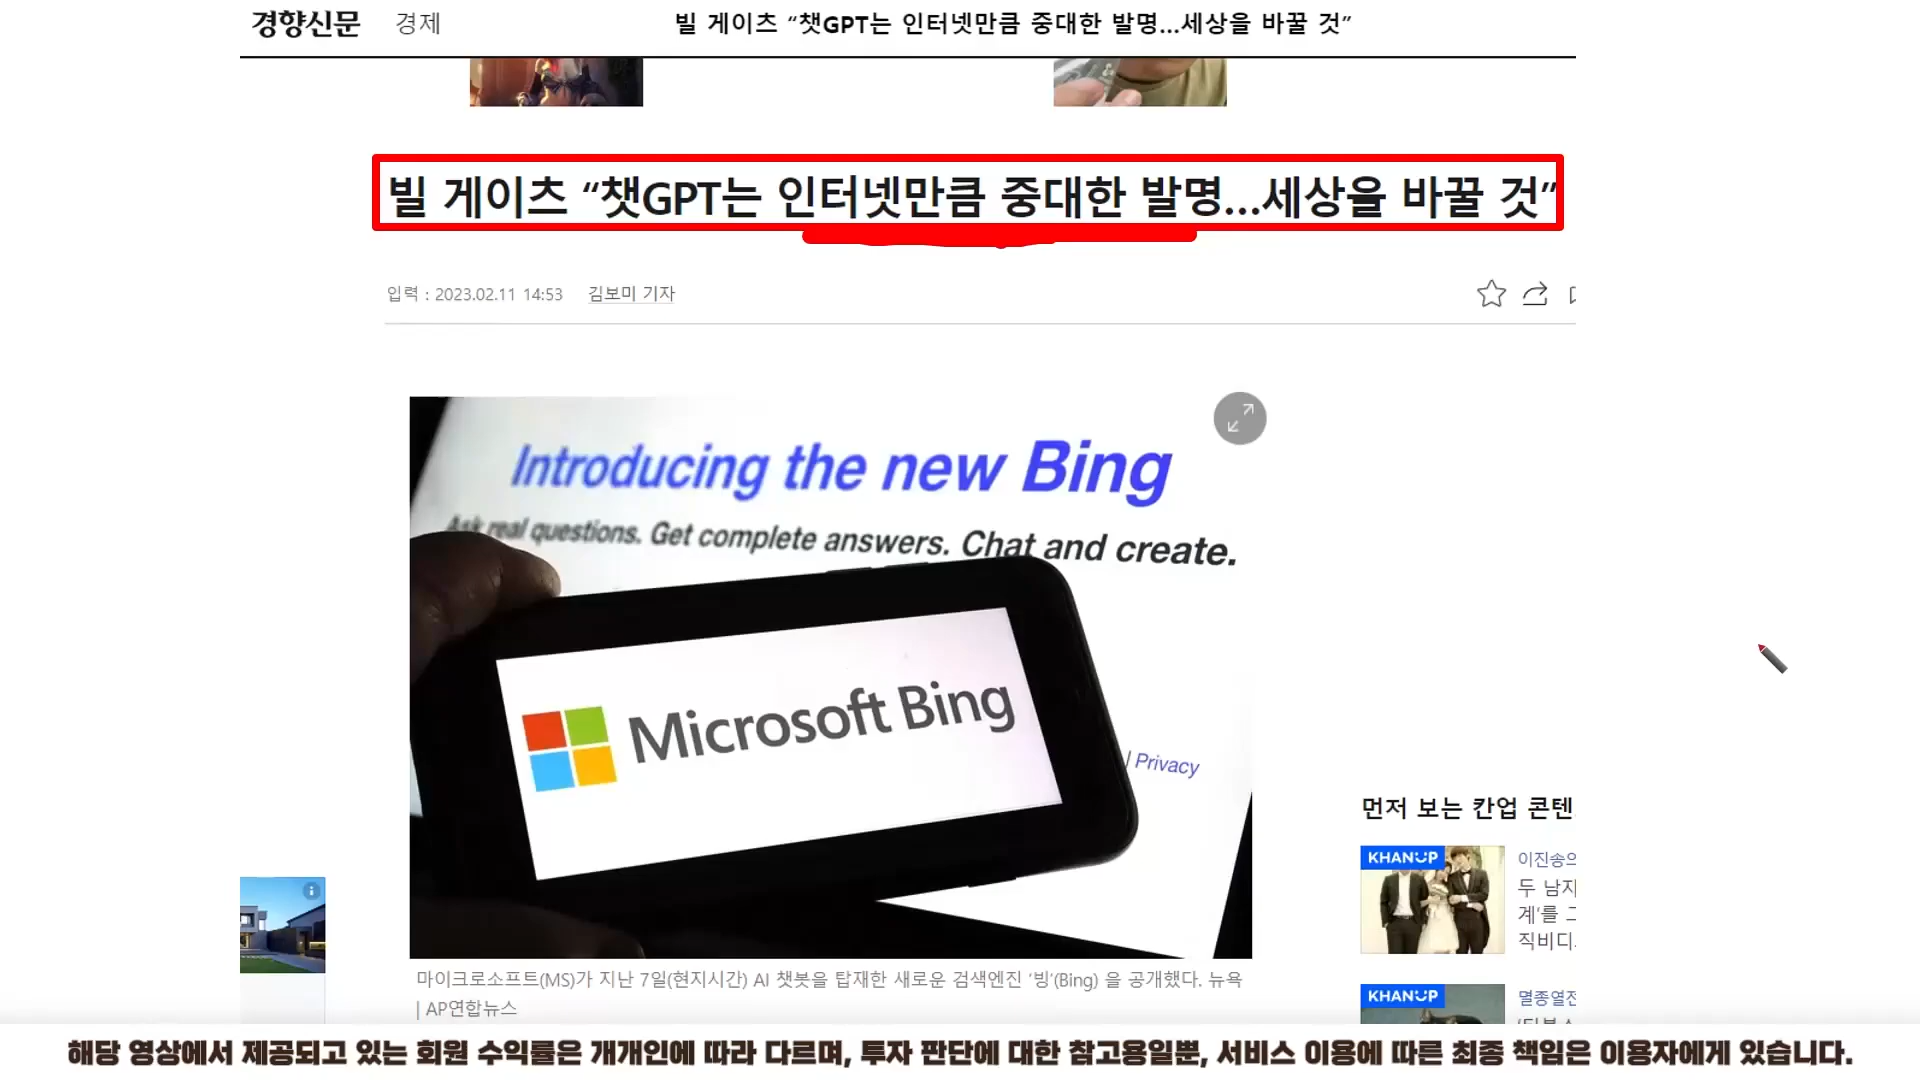 경향신문 경제 빌 게이츠 “챗GPT는 인터넷만큼 중대한 발명...세상을 바꿀 것”
빌 게이츠 “챗GPT는 인터넷만큼 중대한 발명...세상을 바꿀 것”
입력 : 2023.02.11 14:53 김보미 기자
Introducing the new Bing
Ask real questions. Get complete answers. Chat and create.
Microsoft Bing
| Privacy
마이크로소프트(MS)가 지난 7일(현지시간) AI 챗봇을 탑재한 새로운 검색엔진 ‘빙’(Bing) 을 공개했다. 뉴욕
| AP연합뉴스
먼저 보는 칸업 콘텐
KHANUP
이진송의
두 남자
계’를 그
직비디
KHANUP
멸종열전
해당 영상에서 제공되고 있는 회원 수익률은 개개인에 따라 다르며, 투자 판단에 대한 참고용일뿐, 서비스 이용에 따른 최종 책임은 이용자에게 있습니다.